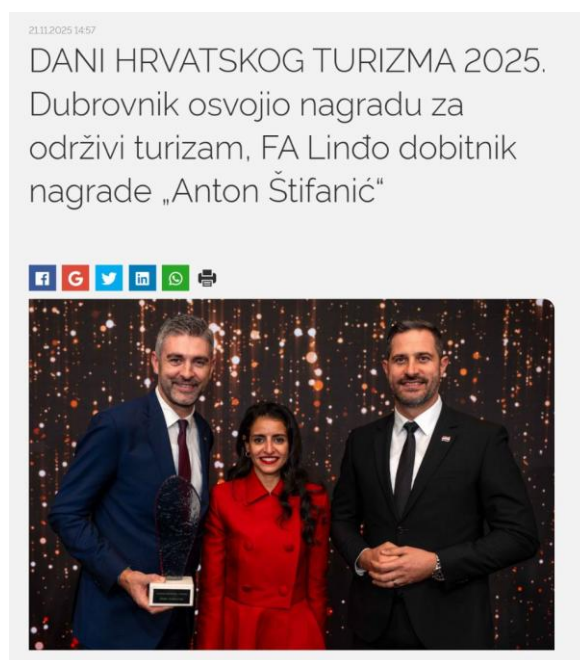 21.11.2025 14:57
DANI HRVATSKOG TURIZMA 2025.
Dubrovnik osvojio nagradu za
održivi turizam, FA Linđo dobitnik
nagrade „Anton Štifanić“